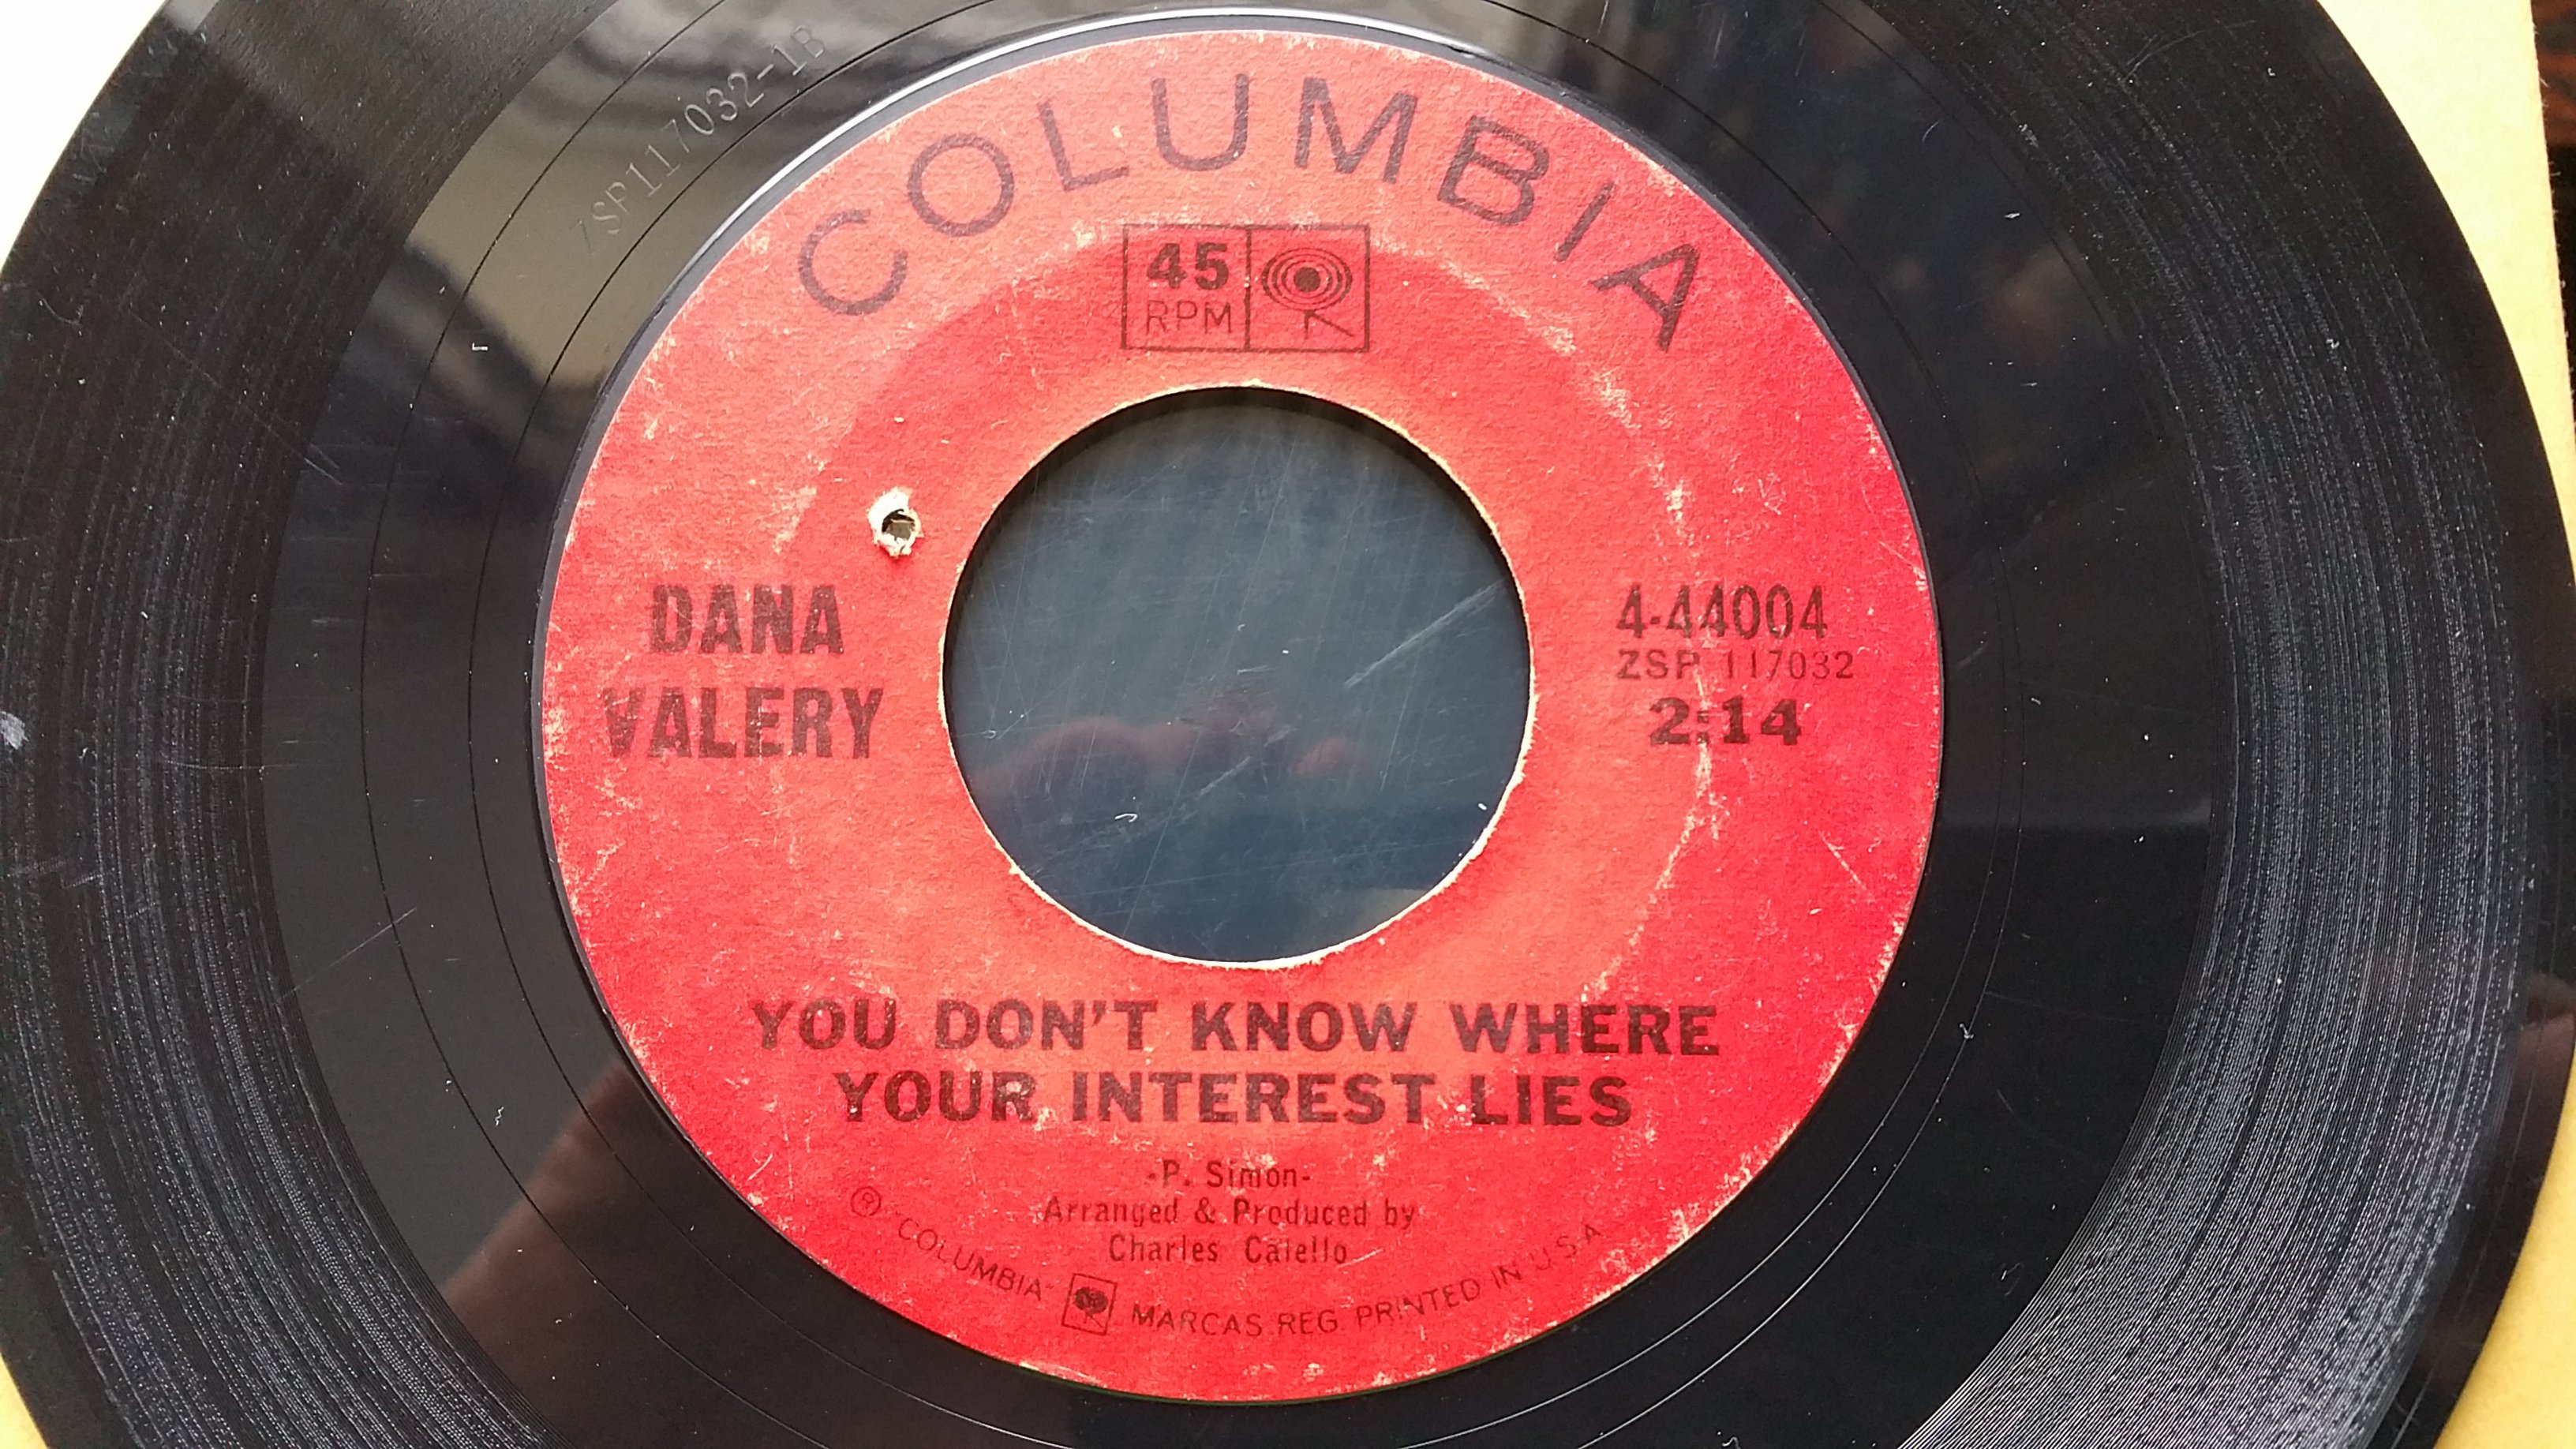 ZSP117032-1B
COLUMBIA
45
RPM
DANA
VALERY
4-44004
ZSP 117032
2:14
YOU DON'T KNOW WHERE
YOUR INTEREST LIES
-P. Simon-
Arranged & Produced by
Charles Calello
® "COLUMBIA" MARCAS REG. PRINTED IN U.S.A.